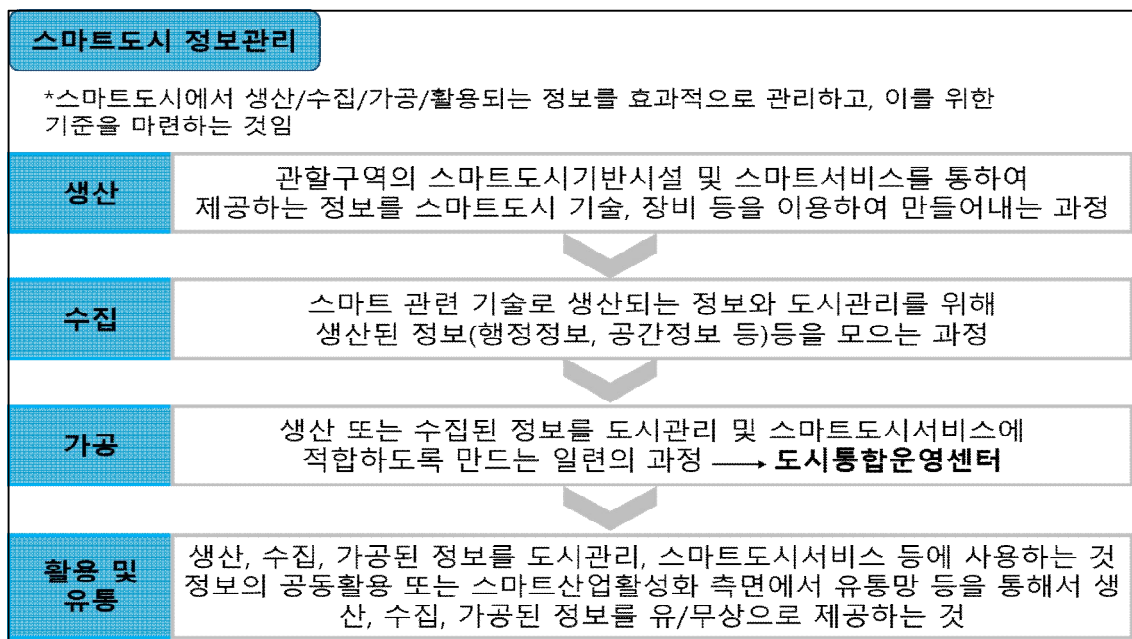 스마트도시 정보관리
*스마트도시에서 생산/수집/가공/활용되는 정보를 효과적으로 관리하고, 이를 위한
기준을 마련하는 것임
생산
관할구역의 스마트도시기반시설 및 스마트서비스를 통하여
제공하는 정보를 스마트도시 기술, 장비 등을 이용하여 만들어내는 과정
수집
스마트 관련 기술로 생산되는 정보와 도시관리를 위해
생산된 정보(행정정보, 공간정보 등)등을 모으는 과정
가공
생산 또는 수집된 정보를 도시관리 및 스마트도시서비스에
적합하도록 만드는 일련의 과정 → 도시통합운영센터
활용 및
유통
생산, 수집, 가공된 정보를 도시관리, 스마트도시서비스 등에 사용하는 것
정보의 공동활용 또는 스마트산업활성화 측면에서 유통망 등을 통해서 생
산, 수집, 가공된 정보를 유/무상으로 제공하는 것